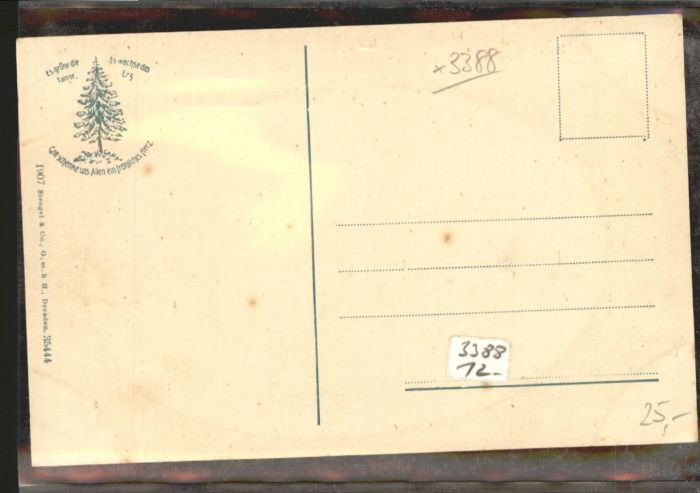 Es grüne die
Tanne.
Es wachse das
Erz
Gott schenke uns Allen ein fröhliches Herz.
1907 Stengel & Co., G. m. b H., Dresden. 35444
x3388
3388
12.-
25,-